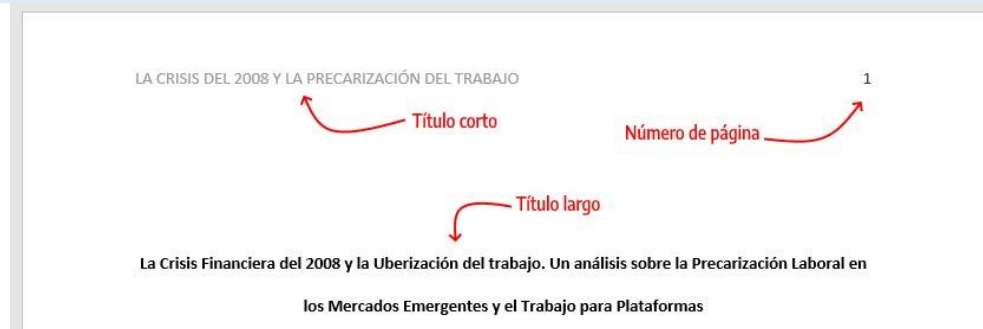 LA CRISIS DEL 2008 Y LA PRECARIZACIÓN DEL TRABAJO 1
Título corto
Número de página
Título largo
La Crisis Financiera del 2008 y la Uberización del trabajo. Un análisis sobre la Precarización Laboral en
los Mercados Emergentes y el Trabajo para Plataformas